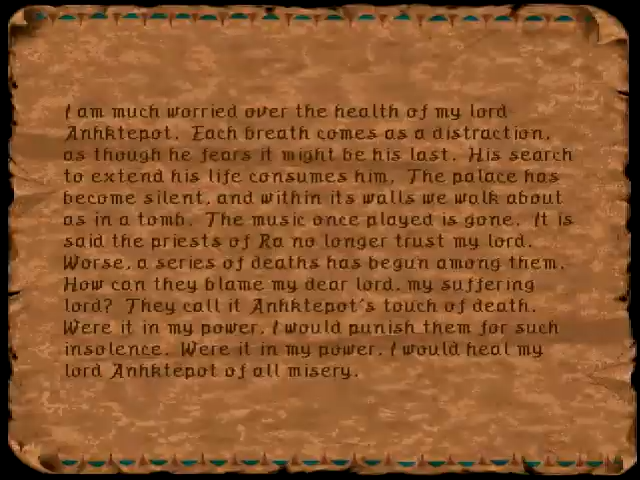 I am much worried over the health of my lord
Anhktepot. Each breath comes as a distraction,
as though he fears it might be his last. His search
to extend his life consumes him. The palace has
become silent, and within its walls we walk about
as in a tomb. The music once played is gone. It is
said the priests of Ra no longer trust my lord.
Worse, a series of deaths has begun among them.
How can they blame my dear lord, my suffering
lord? They call it Anhktepot's touch of death.
Were it in my power, I would punish them for such
insolence. Were it in my power, I would heal my
lord Anhktepot of all misery.